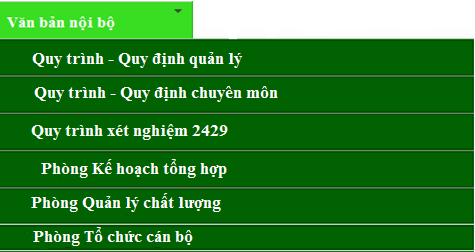 Văn bản nội bộ
Quy trình - Quy định quản lý
Quy trình - Quy định chuyên môn
Quy trình xét nghiệm 2429
Phòng Kế hoạch tổng hợp
Phòng Quản lý chất lượng
Phòng Tổ chức cán bộ